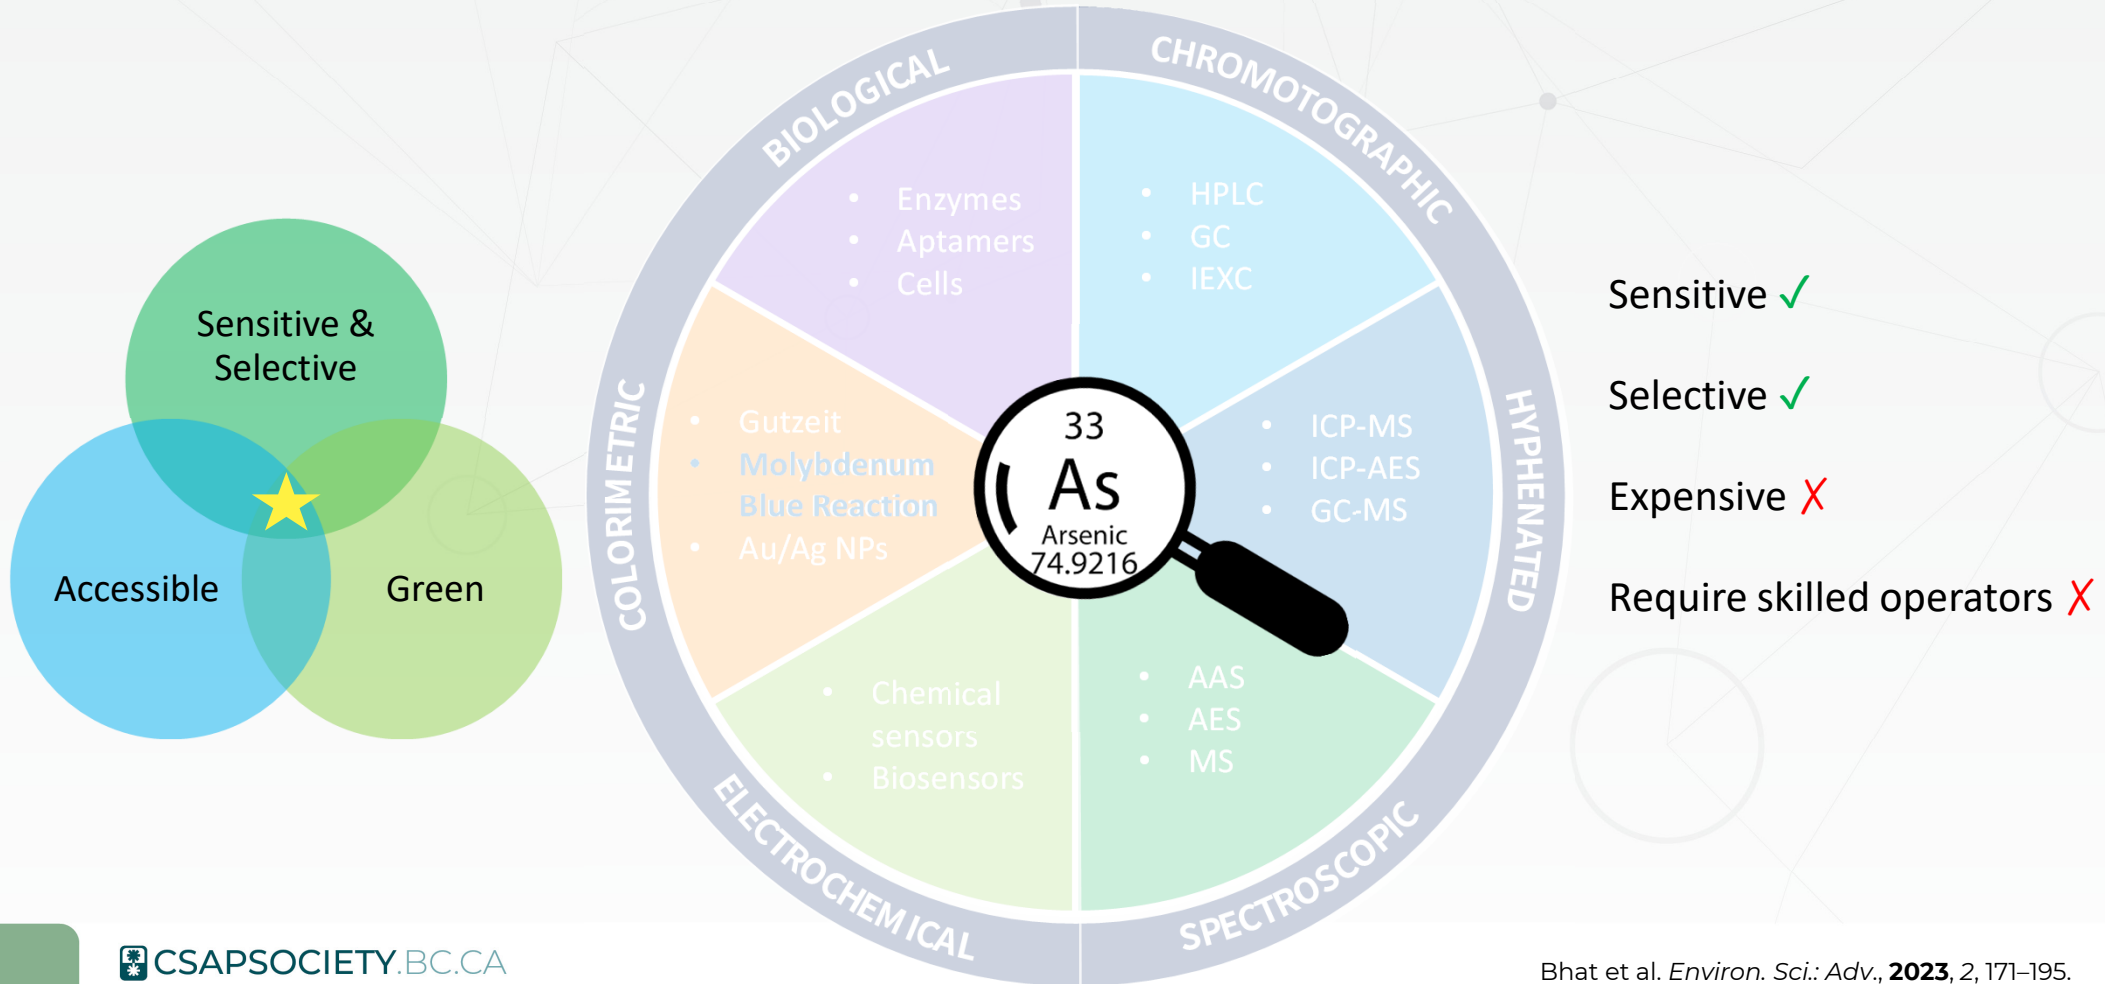 Sensitive &
Selective
Accessible
Green
BIOLOGICAL
• Enzymes
• Aptamers
• Cells
CHROMOTOGRAPHIC
• HPLC
• GC
• IEXC
COLORIMETRIC
• Gutzeit
• Molybdenum
Blue Reaction
• Au/Ag NPs
33
As
Arsenic
74.9216
HYPHENATED
• ICP-MS
• ICP-AES
• GC-MS
ELECTROCHEMICAL
• Chemical
sensors
• Biosensors
SPECTROSCOPIC
• AAS
• AES
• MS
Sensitive ✓
Selective ✓
Expensive ✗
Require skilled operators ✗
CSAPSOCIETY.BC.CA
Bhat et al. Environ. Sci.: Adv., 2023, 2, 171–195.